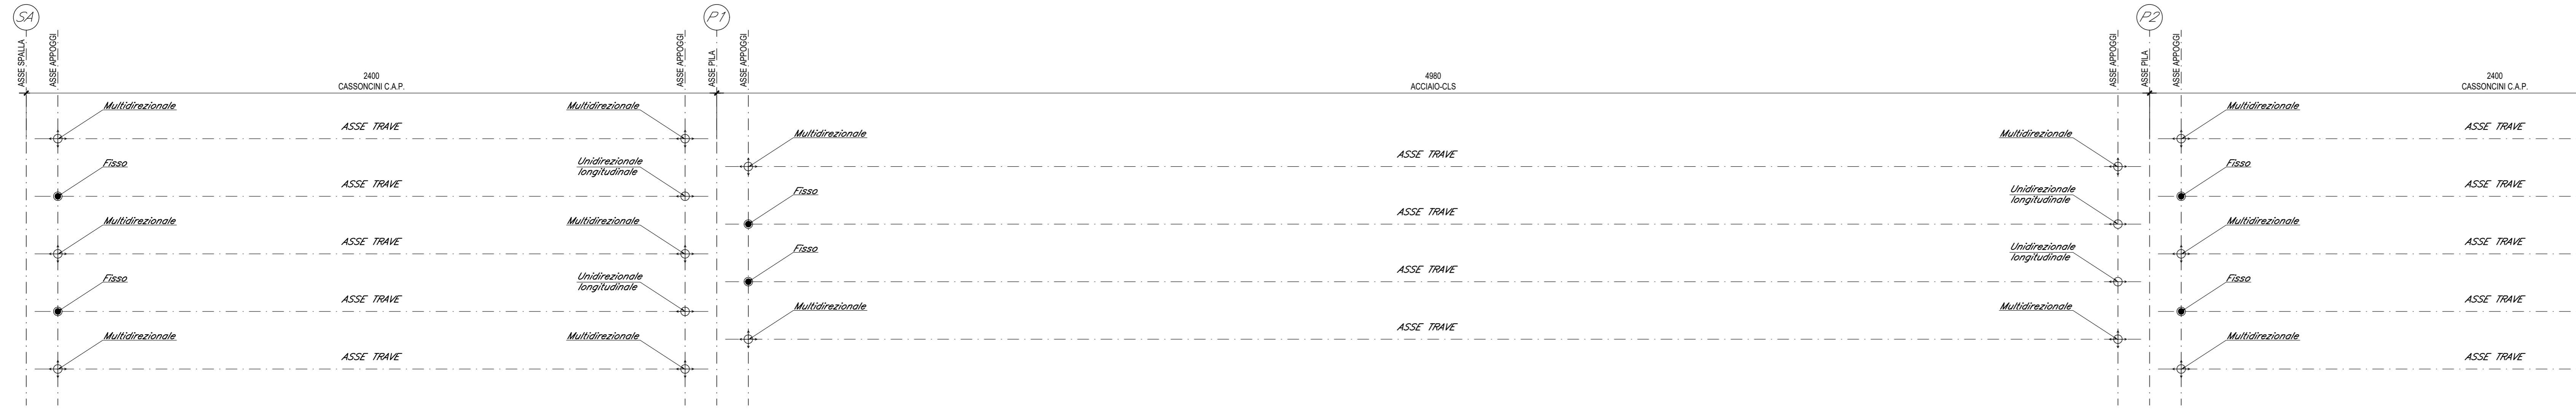 SA
P1
P2
ASSE SPALLA
ASSE APPOGGI
ASSE APPOGGI
ASSE PILA
ASSE APPOGGI
ASSE APPOGGI
ASSE PILA
ASSE APPOGGI
2400
CASSONCINI C.A.P.
4980
ACCIAIO-CLS
2400
CASSONCINI C.A.P.
Multidirezionale
Multidirezionale
ASSE TRAVE
Fisso
Unidirezionale
longitudinale
ASSE TRAVE
Multidirezionale
Multidirezionale
ASSE TRAVE
Fisso
Unidirezionale
longitudinale
ASSE TRAVE
Multidirezionale
Multidirezionale
ASSE TRAVE
Multidirezionale
Multidirezionale
ASSE TRAVE
Fisso
Unidirezionale
longitudinale
ASSE TRAVE
Fisso
Unidirezionale
longitudinale
ASSE TRAVE
Multidirezionale
Multidirezionale
ASSE TRAVE
Multidirezionale
ASSE TRAVE
Fisso
ASSE TRAVE
Multidirezionale
ASSE TRAVE
Fisso
ASSE TRAVE
Multidirezionale
ASSE TRAVE